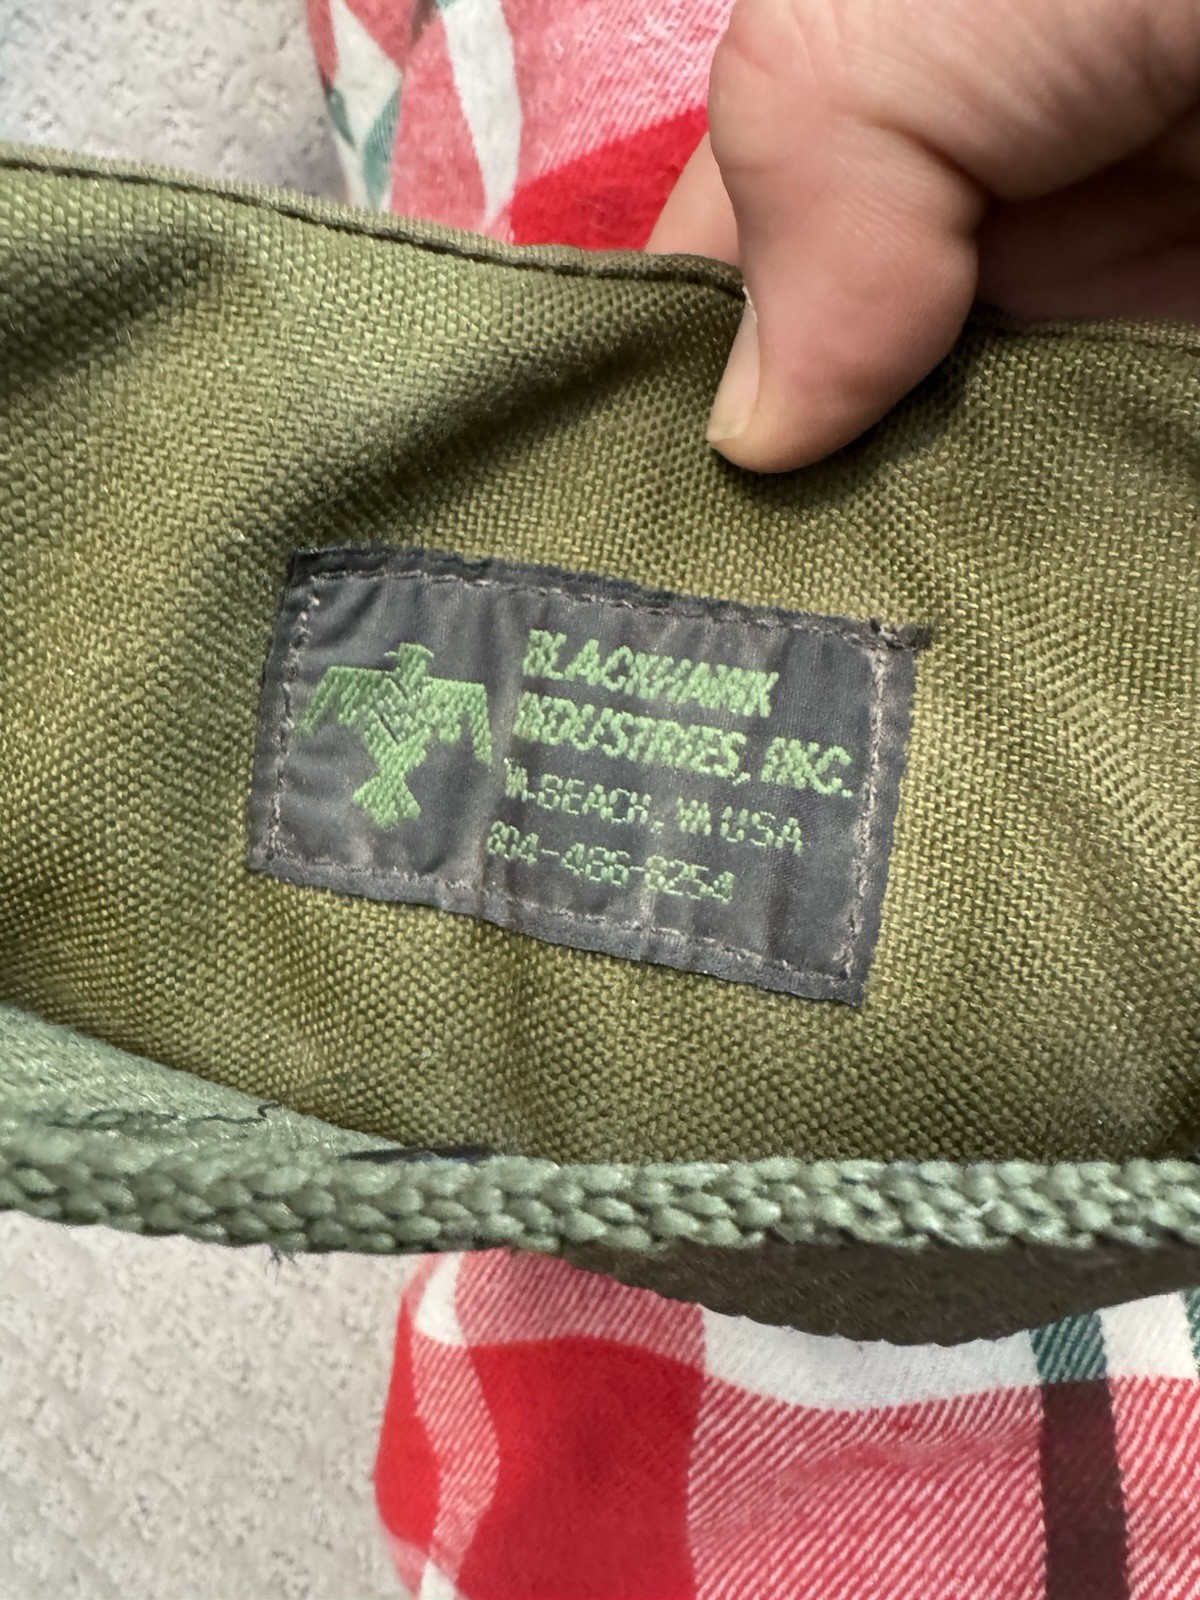 BLACKHAWK
INDUSTRIES, INC.
VA-BEACH, VA USA
804-486-8254